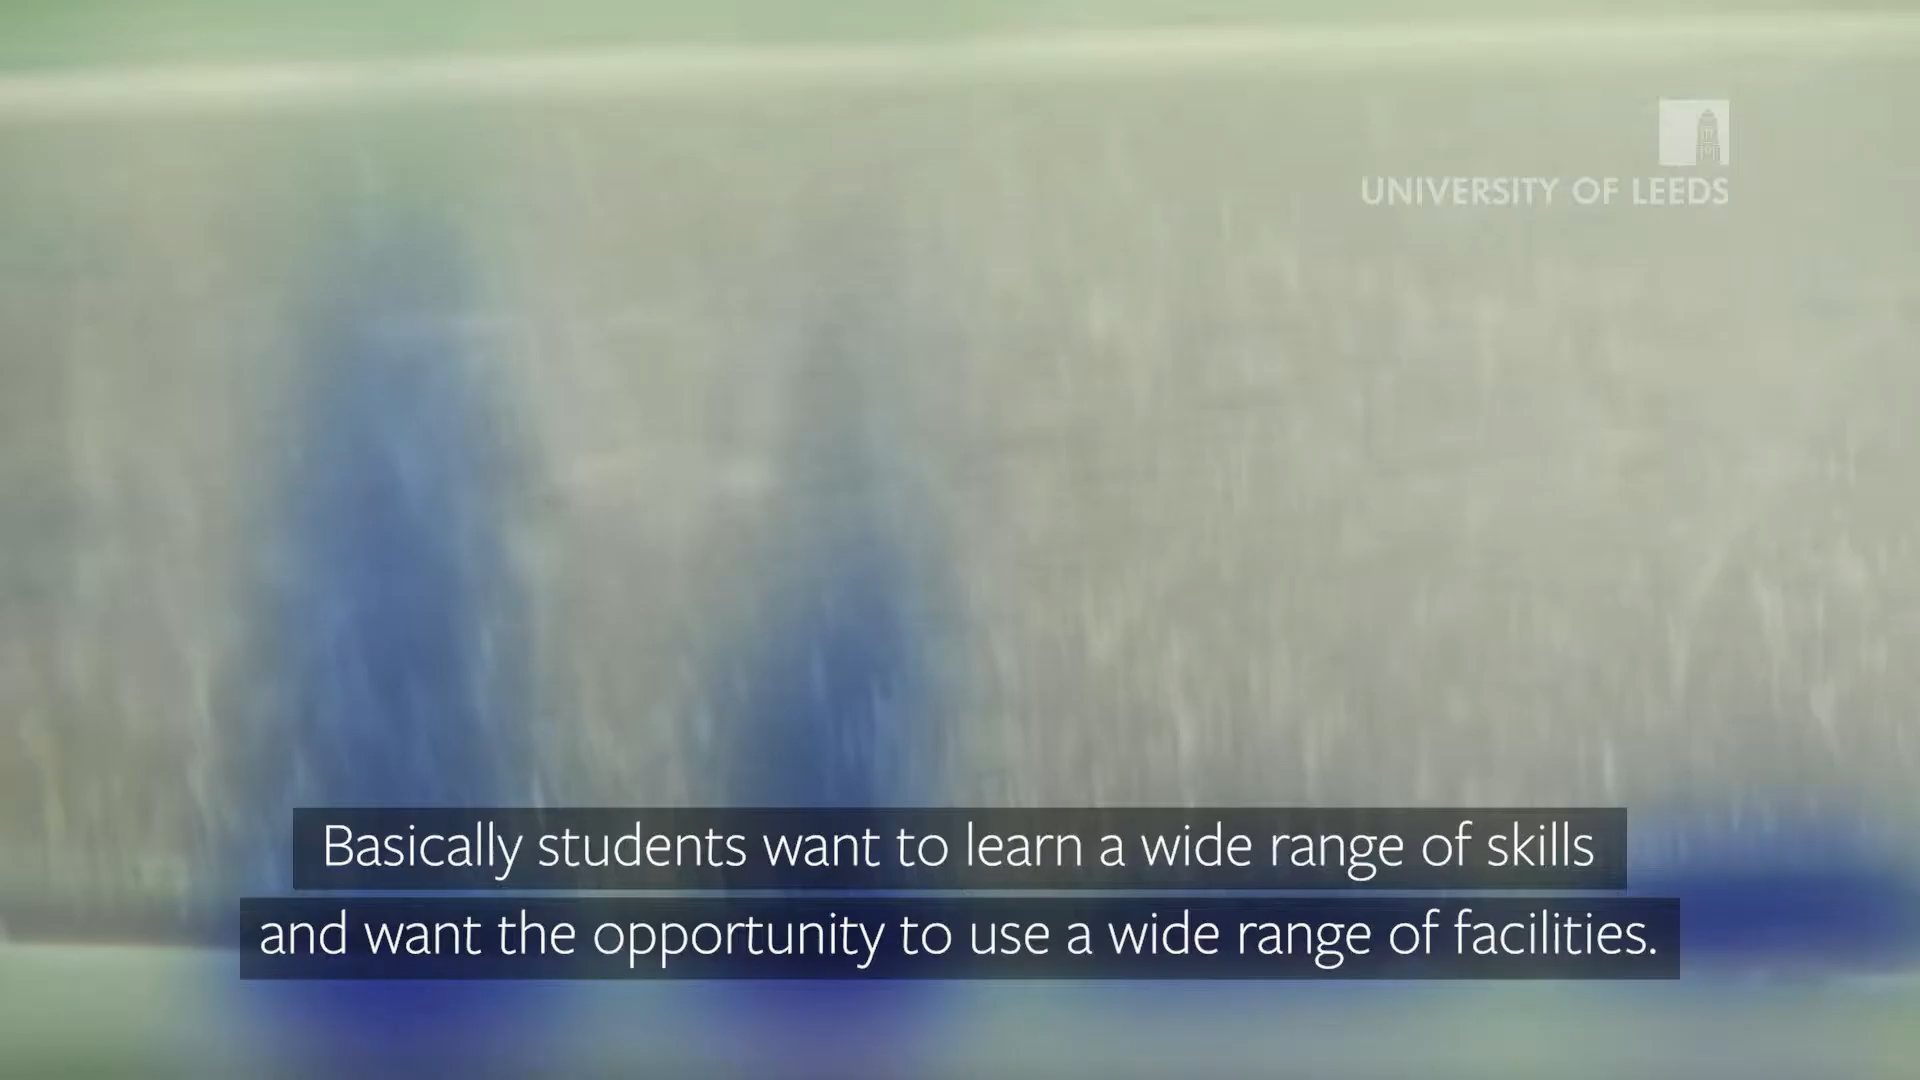 UNIVERSITY OF LEEDS
Basically students want to learn a wide range of skills
and want the opportunity to use a wide range of facilities.